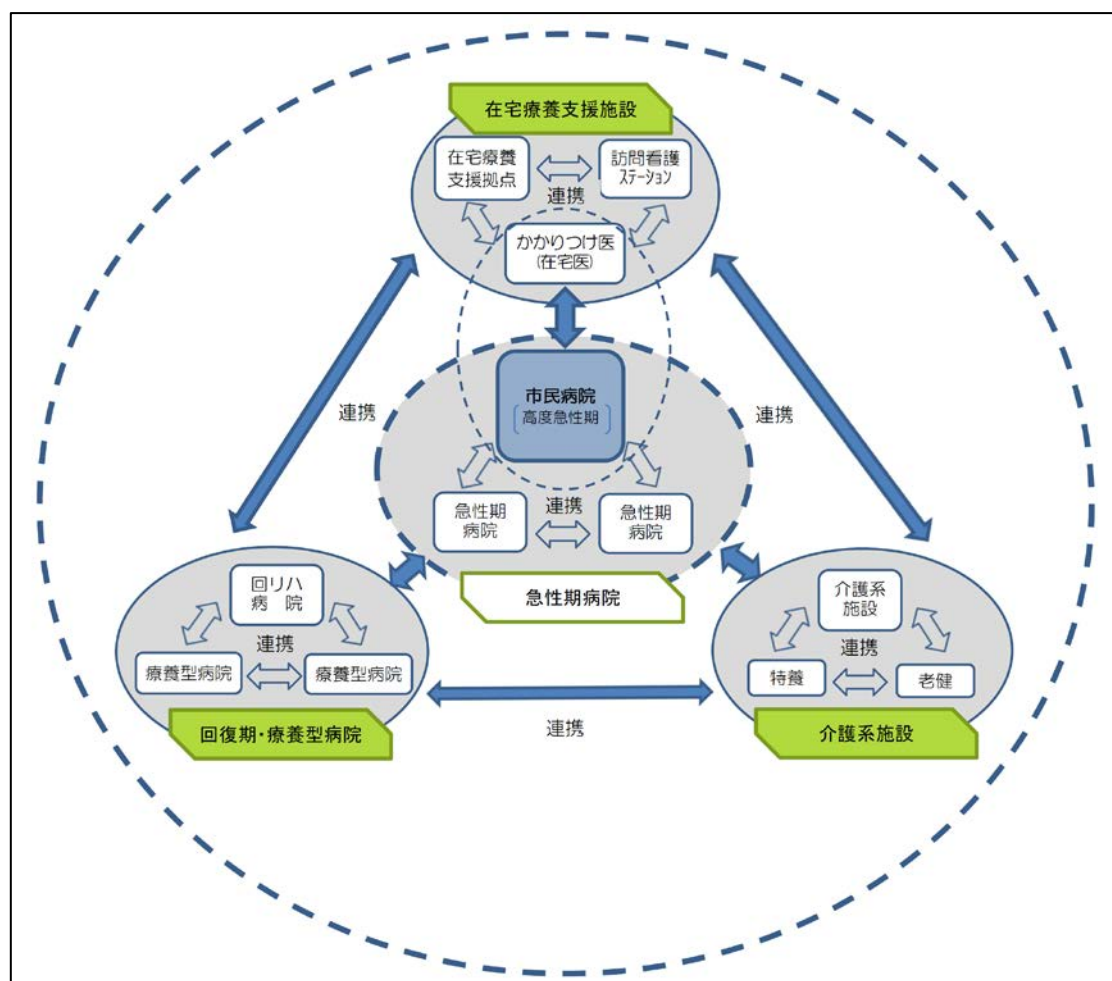 在宅療養支援施設
在宅療養
支援拠点
訪問看護
ステーション
連携
かかりつけ医
(在宅医)
市民病院
[高度急性期]
連携
連携
急性期
病院
連携
急性期
病院
急性期病院
回リハ
病　院
連携
療養型病院
療養型病院
回復期・療養型病院
介護系
施設
連携
特養
老健
介護系施設
連携